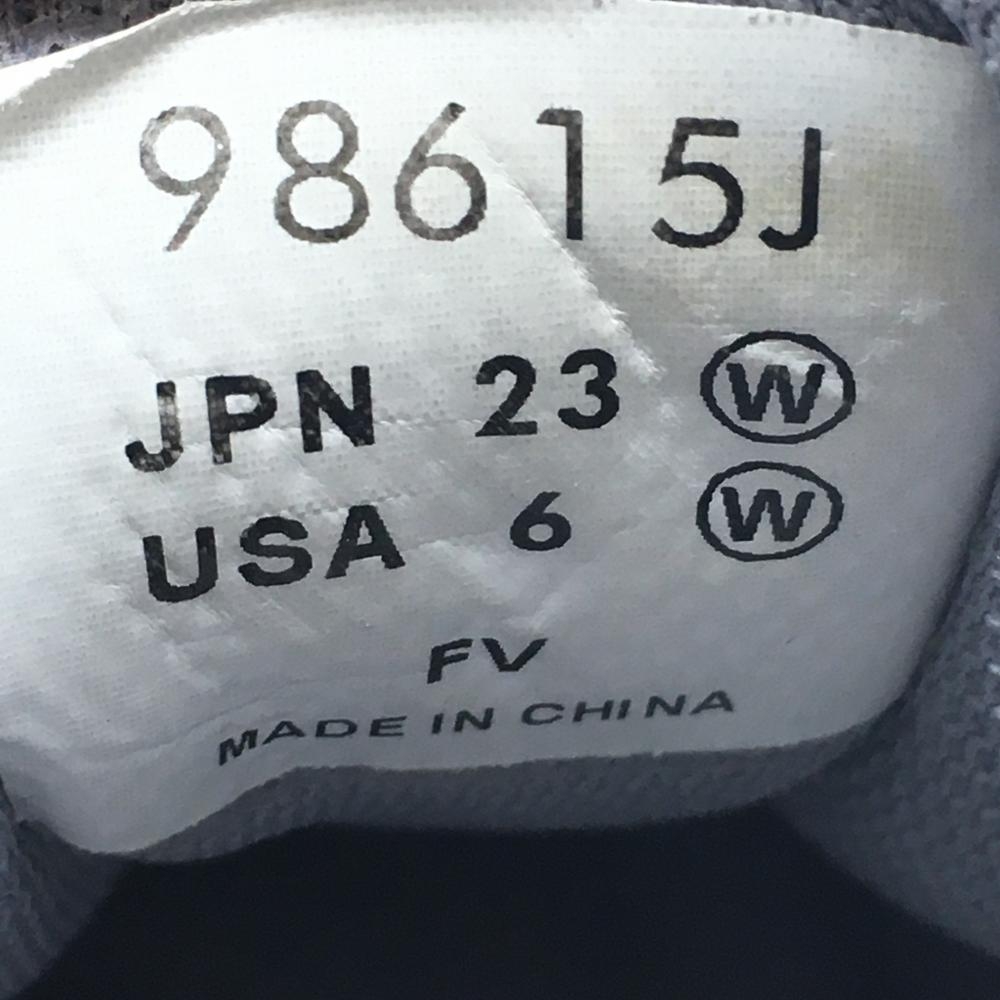 98615J
JPN 23 Ⓦ
USA 6 Ⓦ
FV
MADE IN CHINA